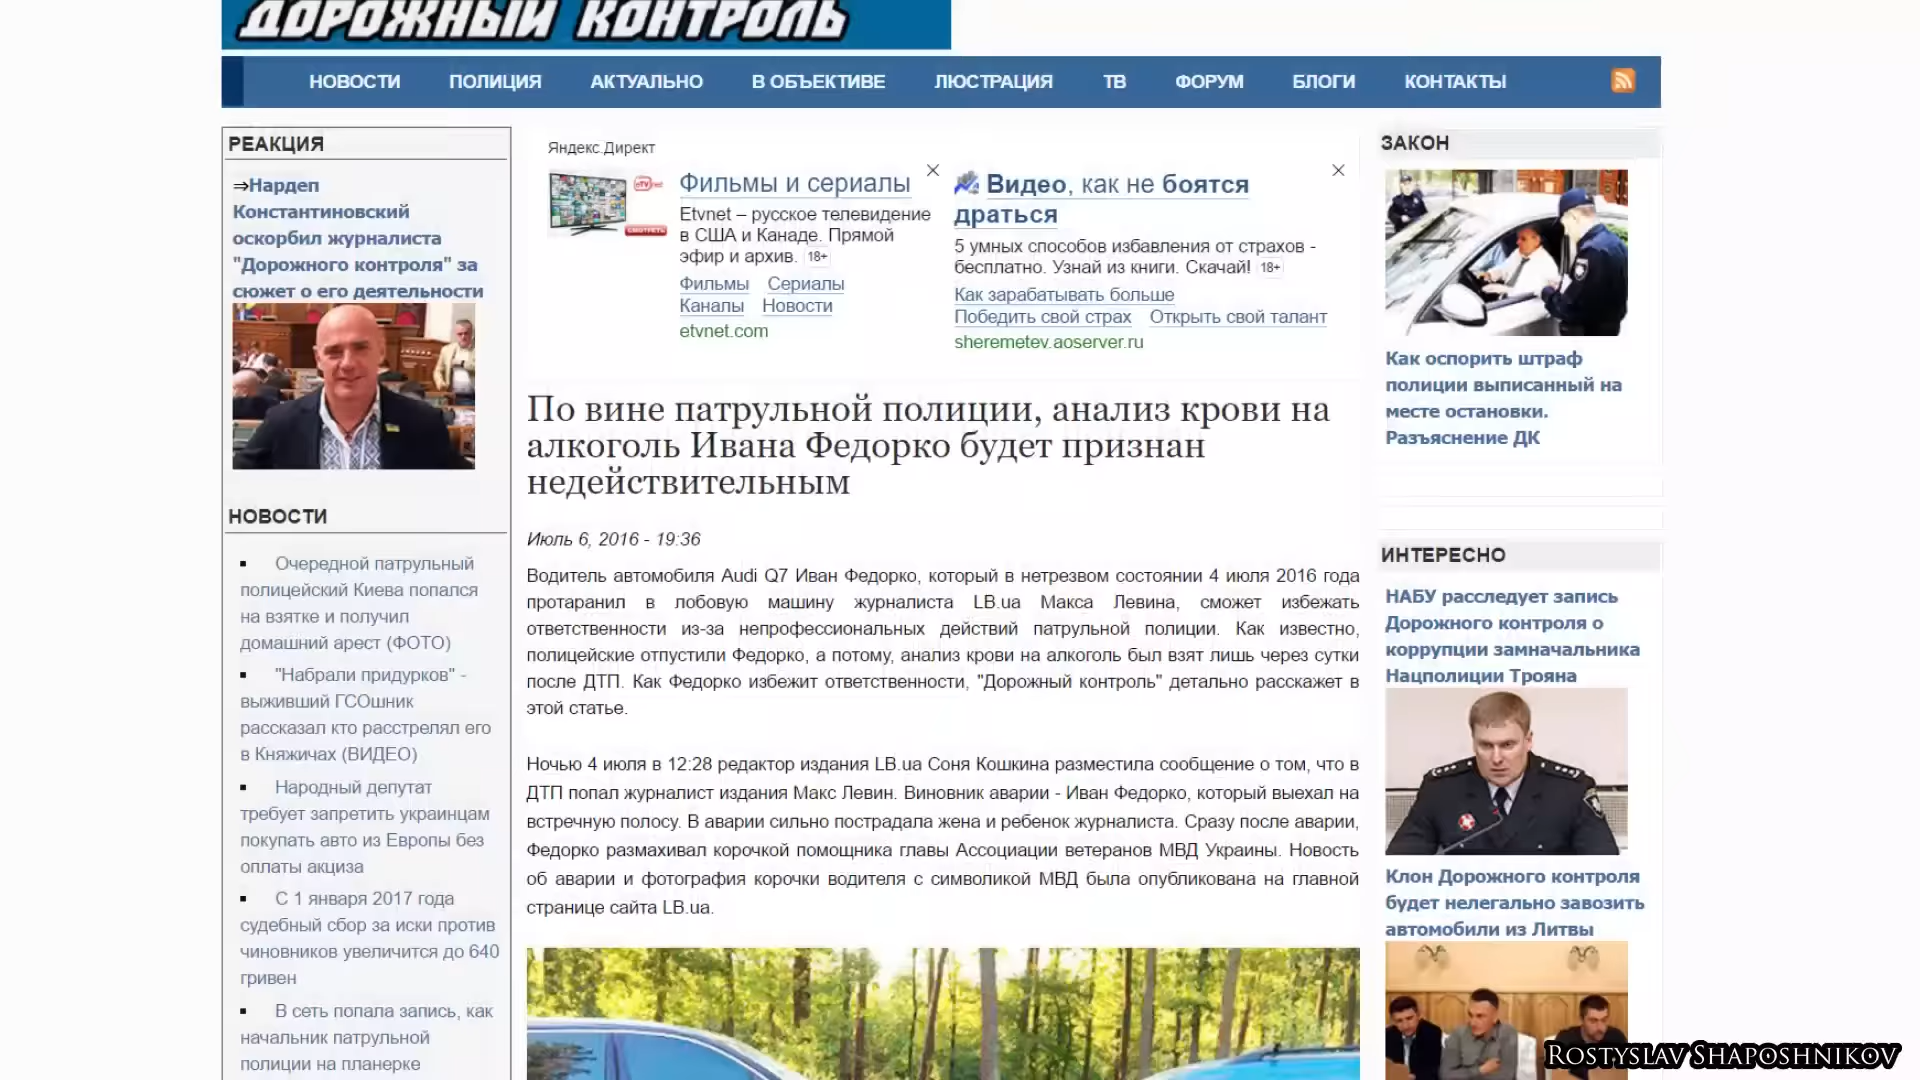 ДОРОЖНЫЙ КОНТРОЛЬ
НОВОСТИ ПОЛИЦИЯ АКТУАЛЬНО В ОБЪЕКТИВЕ ЛЮСТРАЦИЯ ТВ ФОРУМ БЛОГИ КОНТАКТЫ
РЕАКЦИЯ
⇒Нардеп
Константиновский
оскорбил журналиста
"Дорожного контроля" за
сюжет о его деятельности
НОВОСТИ
Очередной патрульный
полицейский Киева попался
на взятке и получил
домашний арест (ФОТО)
"Набрали придурков" -
выживший ГСОшник
рассказал кто расстрелял его
в Княжичах (ВИДЕО)
Народный депутат
требует запретить украинцам
покупать авто из Европы без
оплаты акциза
С 1 января 2017 года
судебный сбор за иски против
чиновников увеличится до 640
гривен
В сеть попала запись, как
начальник патрульной
полиции на планерке
Яндекс.Директ
Фильмы и сериалы
Etvnet – русское телевидение
в США и Канаде. Прямой
эфир и архив. 18+
Фильмы Сериалы
Каналы Новости
etvnet.com
СМОТРЕТЬ
Видео, как не боятся
драться
5 умных способов избавления от страхов -
бесплатно. Узнай из книги. Скачай! 18+
Как зарабатывать больше
Победить свой страх Открыть свой талант
sheremetev.aoserver.ru
По вине патрульной полиции, анализ крови на
алкоголь Ивана Федорко будет признан
недействительным
Июль 6, 2016 - 19:36
Водитель автомобиля Audi Q7 Иван Федорко, который в нетрезвом состоянии 4 июля 2016 года
протаранил в лобовую машину журналиста LB.ua Макса Левина, сможет избежать
ответственности из-за непрофессиональных действий патрульной полиции. Как известно,
полицейские отпустили Федорко, а потому, анализ крови на алкоголь был взят лишь через сутки
после ДТП. Как Федорко избежит ответственности, "Дорожный контроль" детально расскажет в
этой статье.
Ночью 4 июля в 12:28 редактор издания LB.ua Соня Кошкина разместила сообщение о том, что в
ДТП попал журналист издания Макс Левин. Виновник аварии - Иван Федорко, который выехал на
встречную полосу. В аварии сильно пострадала жена и ребенок журналиста. Сразу после аварии,
Федорко размахивал корочкой помощника главы Ассоциации ветеранов МВД Украины. Новость
об аварии и фотография корочки водителя с символикой МВД была опубликована на главной
странице сайта LB.ua.
ЗАКОН
Как оспорить штраф
полиции выписанный на
месте остановки.
Разъяснение ДК
ИНТЕРЕСНО
НАБУ расследует запись
Дорожного контроля о
коррупции замначальника
Нацполиции Трояна
Клон Дорожного контроля
будет нелегально завозить
автомобили из Литвы
ROSTYSLAV SHAPOSHNIKOV